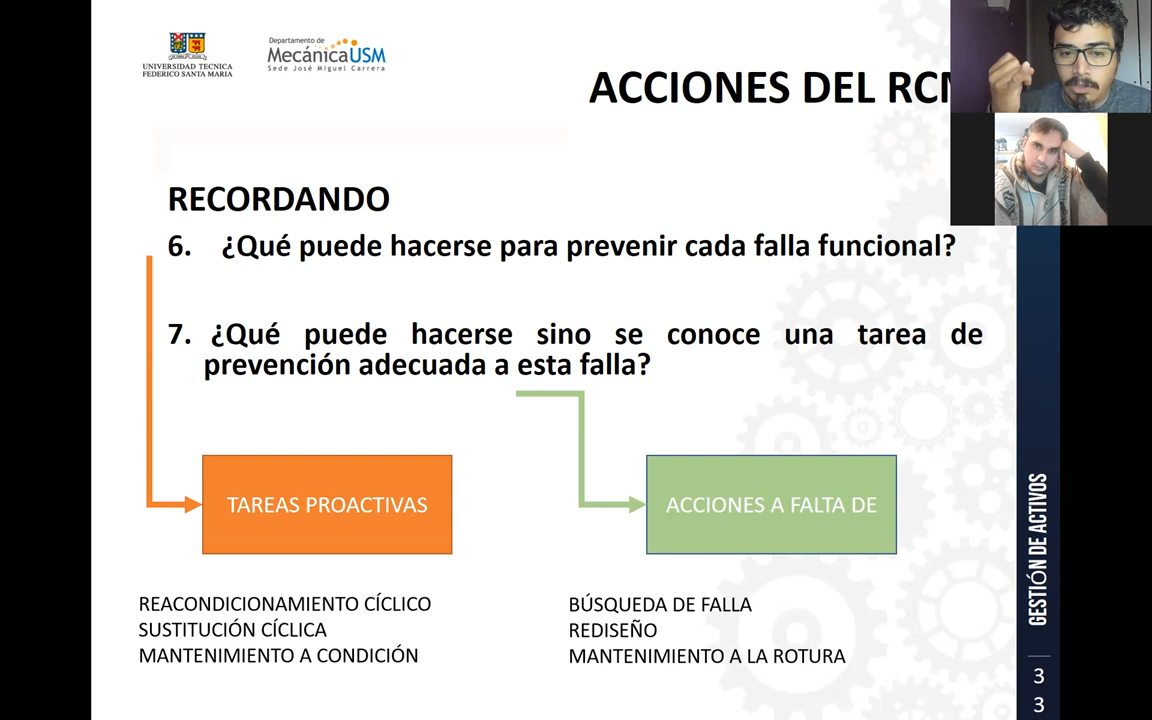 UNIVERSIDAD TECNICA
FEDERICO SANTA MARIA
Departamento de
MecánicaUSM
Sede José Miguel Carrera
ACCIONES DEL RC
RECORDANDO
6. ¿Qué puede hacerse para prevenir cada falla funcional?
7. ¿Qué puede hacerse sino se conoce una tarea de
prevención adecuada a esta falla?
TAREAS PROACTIVAS
ACCIONES A FALTA DE
REACONDICIONAMIENTO CÍCLICO
SUSTITUCIÓN CÍCLICA
MANTENIMIENTO A CONDICIÓN
BÚSQUEDA DE FALLA
REDISEÑO
MANTENIMIENTO A LA ROTURA
GESTIÓN DE ACTIVOS
3
3